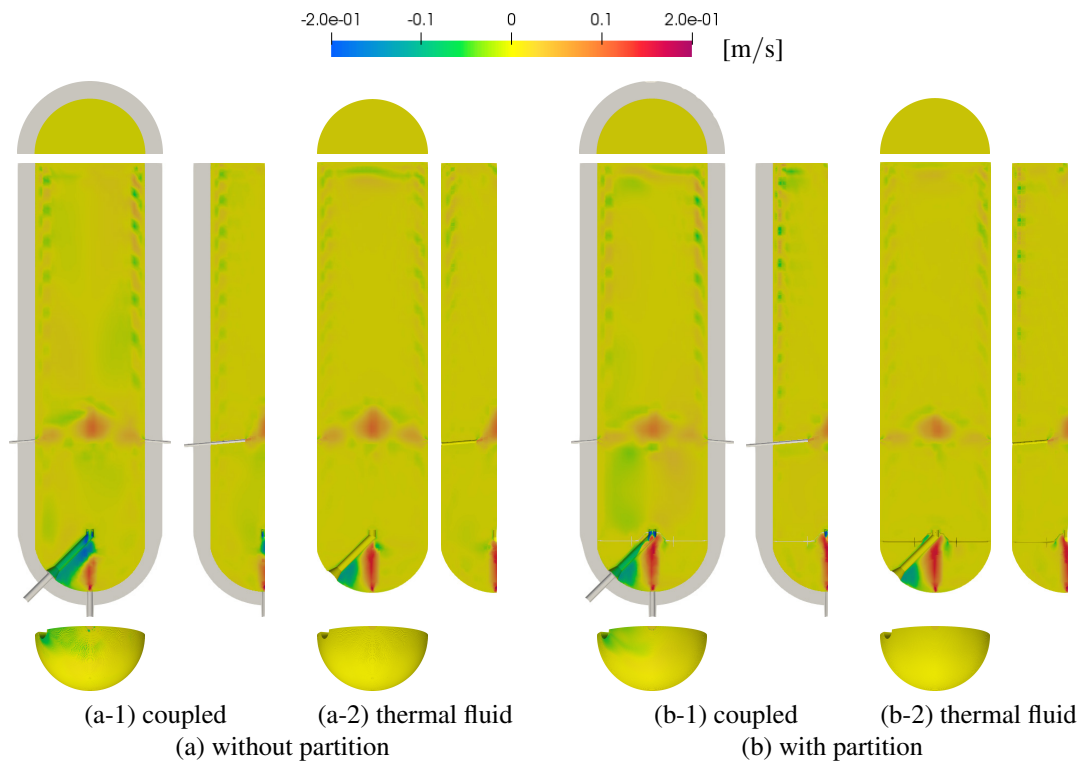 -2.0e-01 -0.1 0 0.1 2.0e-01
[m/s]
(a-1) coupled (a-2) thermal fluid (b-1) coupled (b-2) thermal fluid
(a) without partition (b) with partition